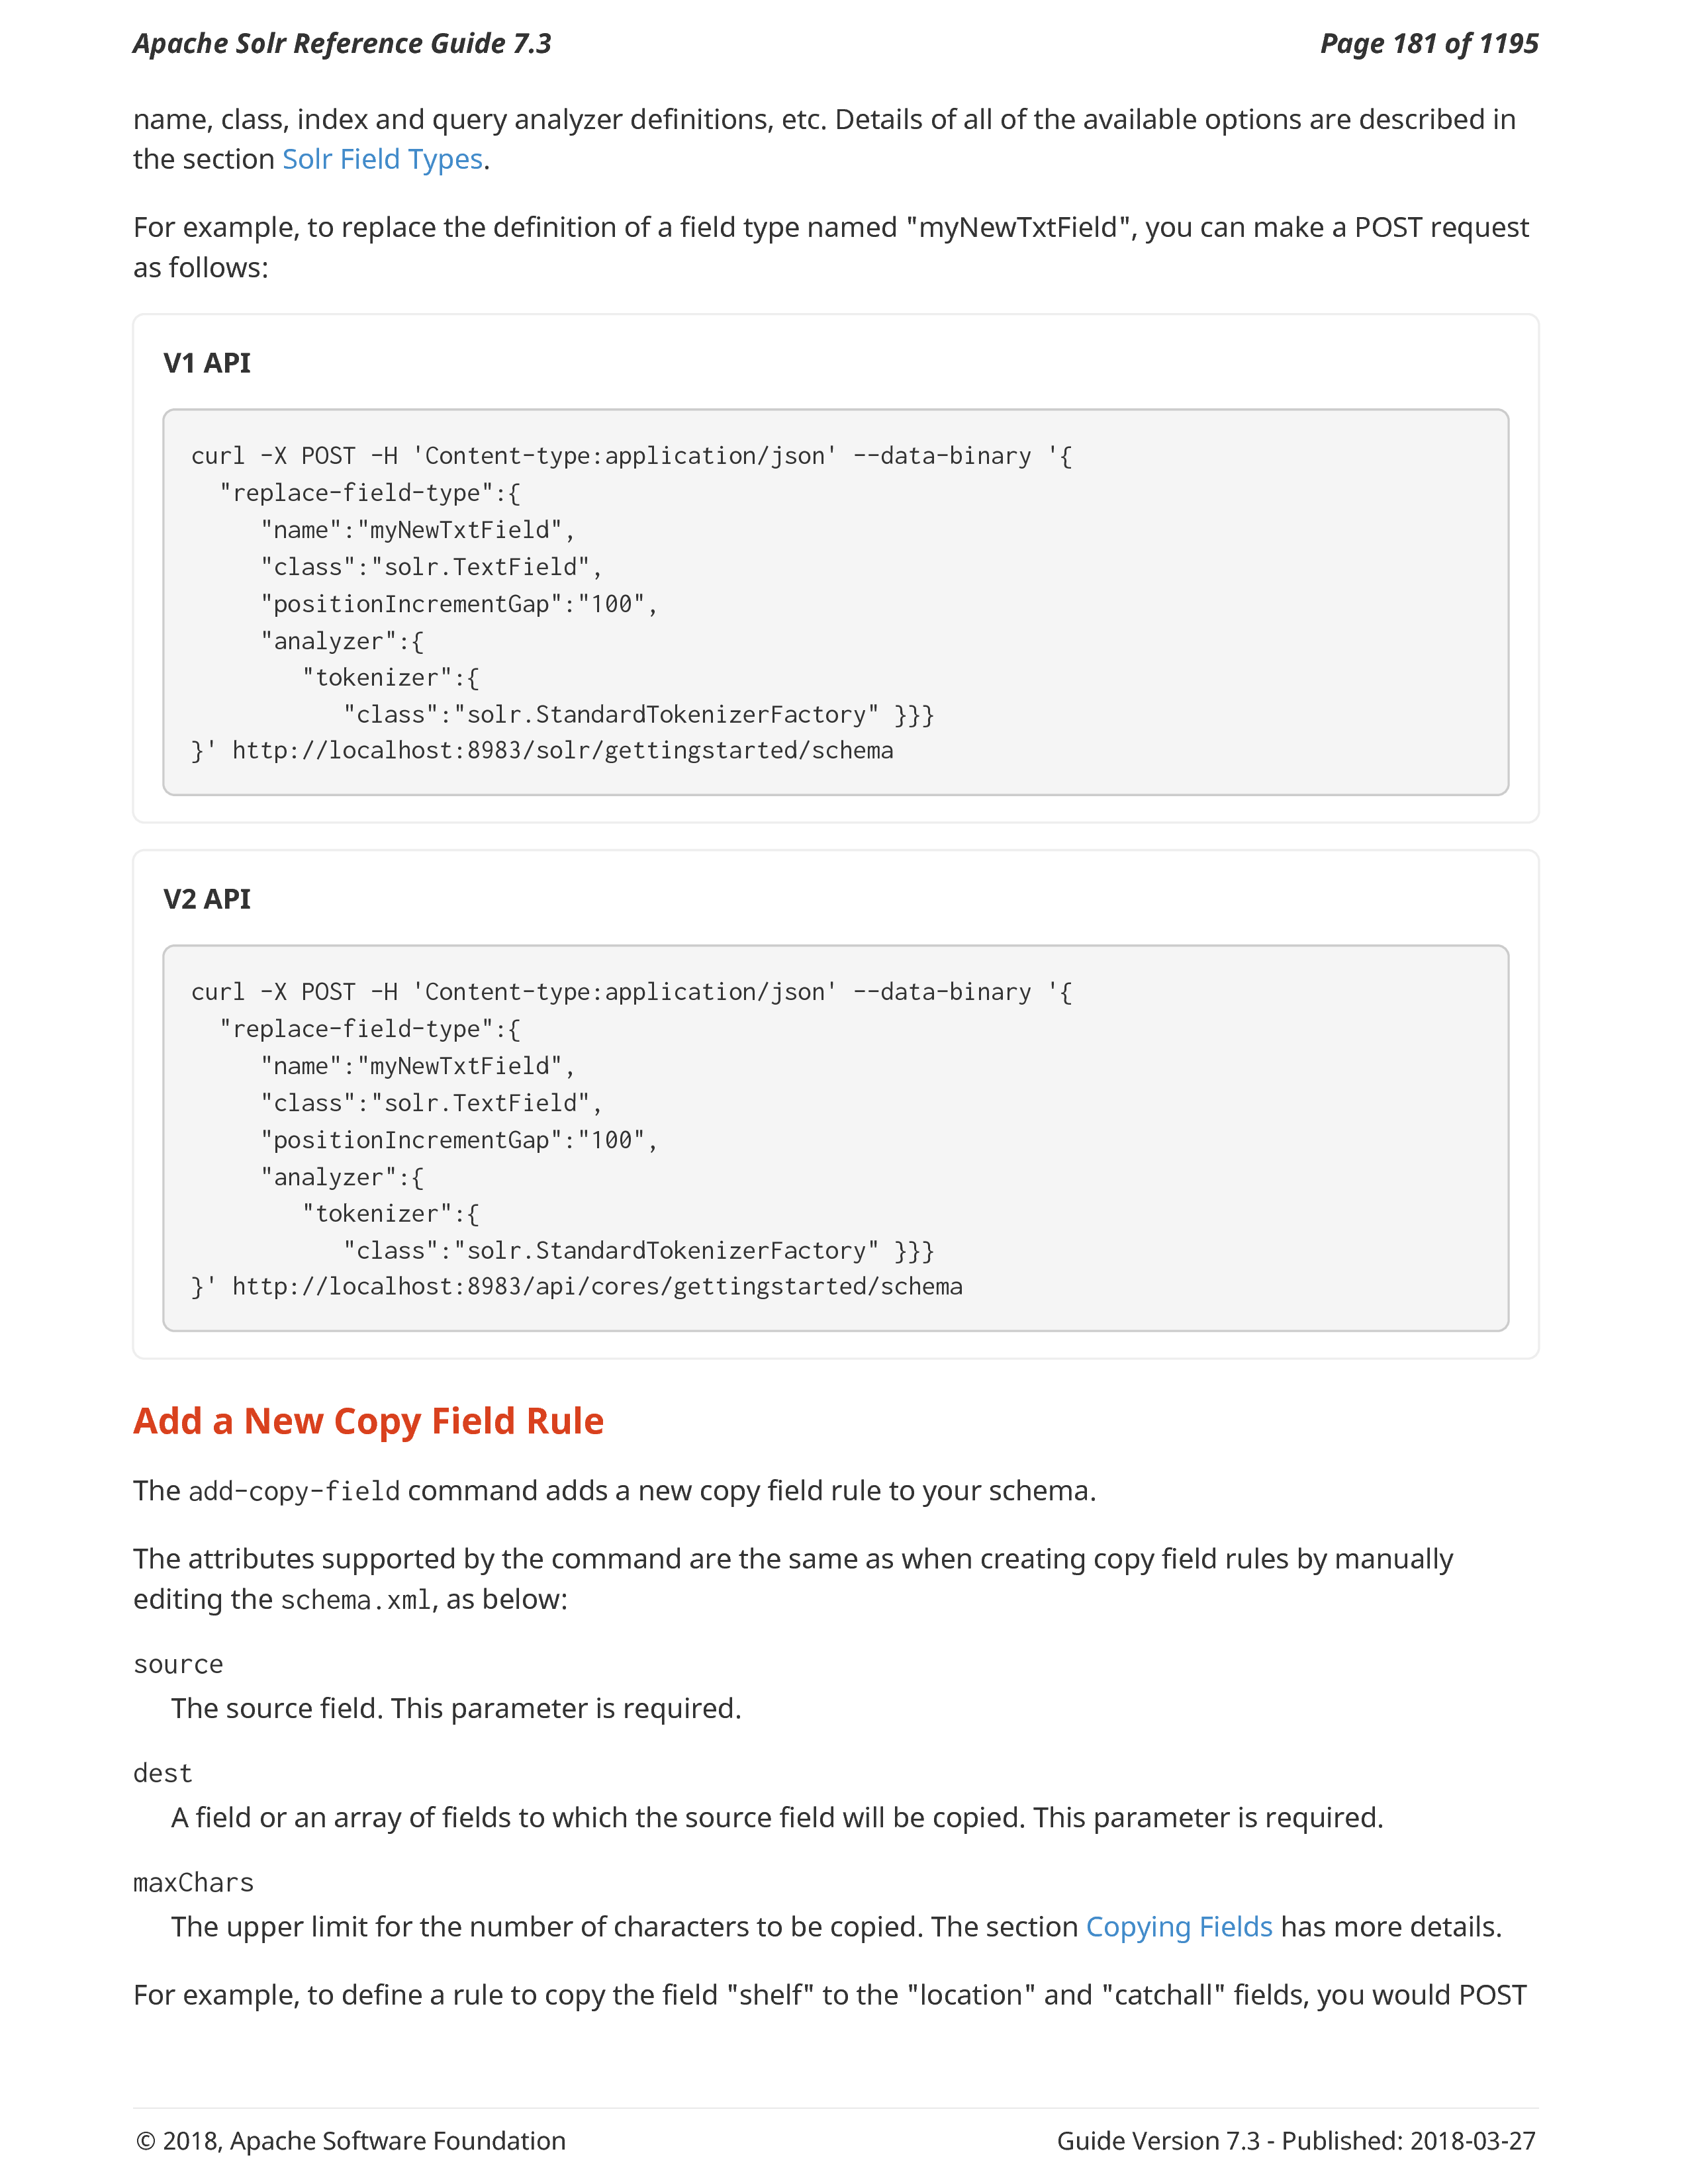 Apache Solr Reference Guide 7.3
Page 181 of 1195
name, class, index and query analyzer definitions, etc. Details of all of the available options are described in
the section Solr Field Types.
For example, to replace the definition of a field type named "myNewTxtField", you can make a POST request
as follows:
V1 API
curl -X POST -H 'Content-type:application/json' --data-binary '{
  "replace-field-type":{
     "name":"myNewTxtField",
     "class":"solr.TextField",
     "positionIncrementGap":"100",
     "analyzer":{
        "tokenizer":{
           "class":"solr.StandardTokenizerFactory" }}}
}' http://localhost:8983/solr/gettingstarted/schema
V2 API
curl -X POST -H 'Content-type:application/json' --data-binary '{
  "replace-field-type":{
     "name":"myNewTxtField",
     "class":"solr.TextField",
     "positionIncrementGap":"100",
     "analyzer":{
        "tokenizer":{
           "class":"solr.StandardTokenizerFactory" }}}
}' http://localhost:8983/api/cores/gettingstarted/schema
Add a New Copy Field Rule
The add-copy-field command adds a new copy field rule to your schema.
The attributes supported by the command are the same as when creating copy field rules by manually
editing the schema.xml, as below:
source
The source field. This parameter is required.
dest
A field or an array of fields to which the source field will be copied. This parameter is required.
maxChars
The upper limit for the number of characters to be copied. The section Copying Fields has more details.
For example, to define a rule to copy the field "shelf" to the "location" and "catchall" fields, you would POST
© 2018, Apache Software Foundation
Guide Version 7.3 - Published: 2018-03-27